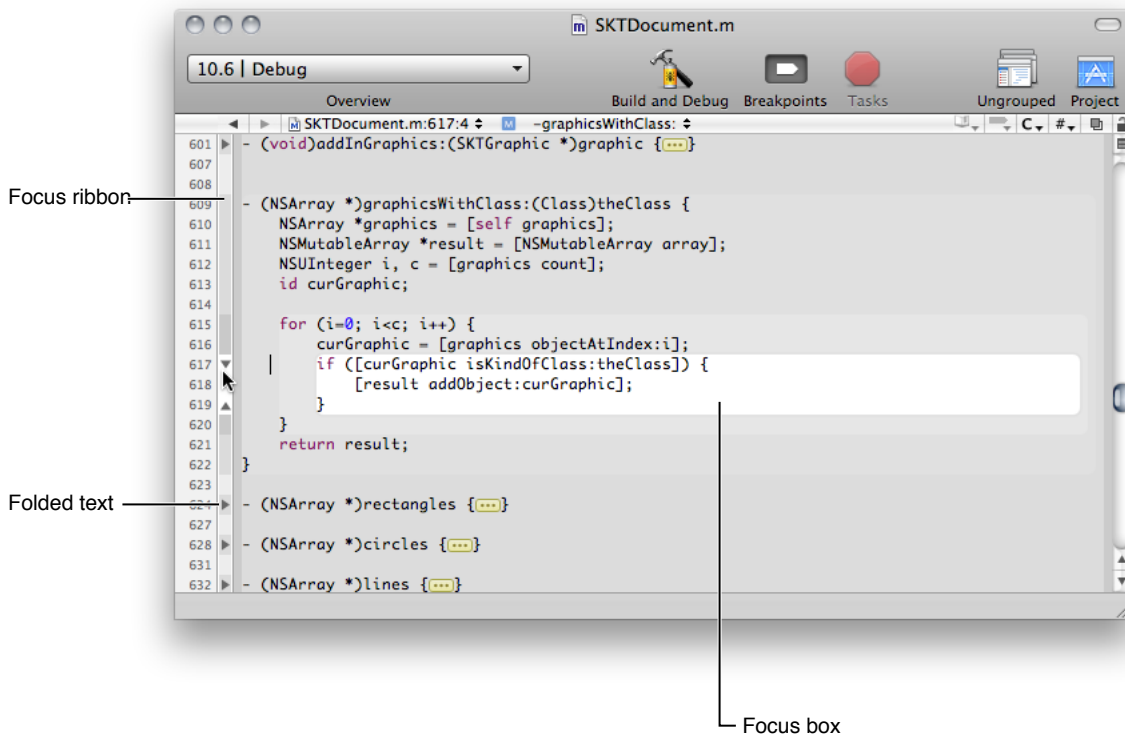 SKTDocument.m
10.6 | Debug
Overview Build and Debug Breakpoints Tasks Ungrouped Project
SKTDocument.m:617:4 M -graphicsWithClass: C #
601 - (void)addInGraphics:(SKTGraphic *)graphic {...}
607
608
Focus ribbon
609 - (NSArray *)graphicsWithClass:(Class)theClass {
610 NSArray *graphics = [self graphics];
611 NSMutableArray *result = [NSMutableArray array];
612 NSUInteger i, c = [graphics count];
613 id curGraphic;
614
615 for (i=0; i<c; i++) {
616 curGraphic = [graphics objectAtIndex:i];
617 if ([curGraphic isKindOfClass:theClass]) {
618 [result addObject:curGraphic];
619 }
620 }
621 return result;
622 }
623
Folded text
624 - (NSArray *)rectangles {...}
627
628 - (NSArray *)circles {...}
631
632 - (NSArray *)lines {...}
Focus box